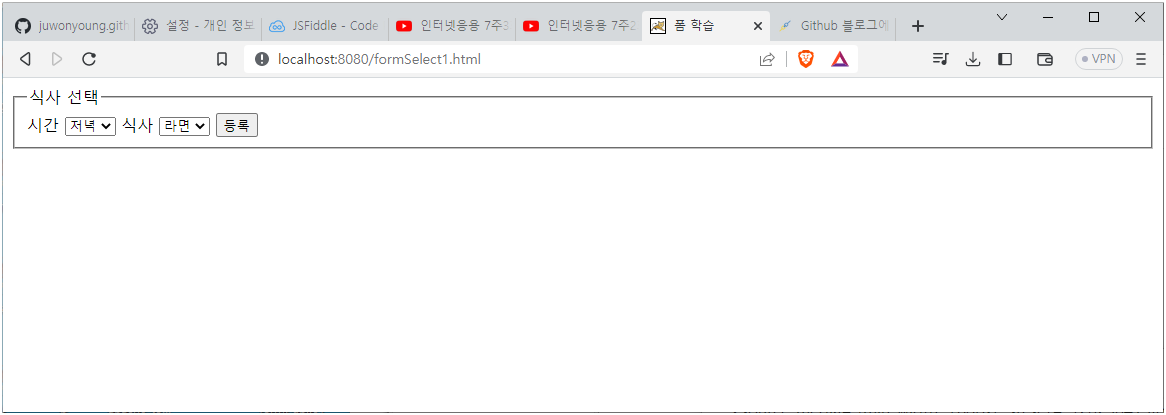 juwonyoung.gith
설정 - 개인 정보
JSFiddle - Code
인터넷응용 7주3
인터넷응용 7주2
폼 학습
Github 블로그에
localhost:8080/formSelect1.html
VPN
식사 선택
시간 저녁 식사 라면 등록